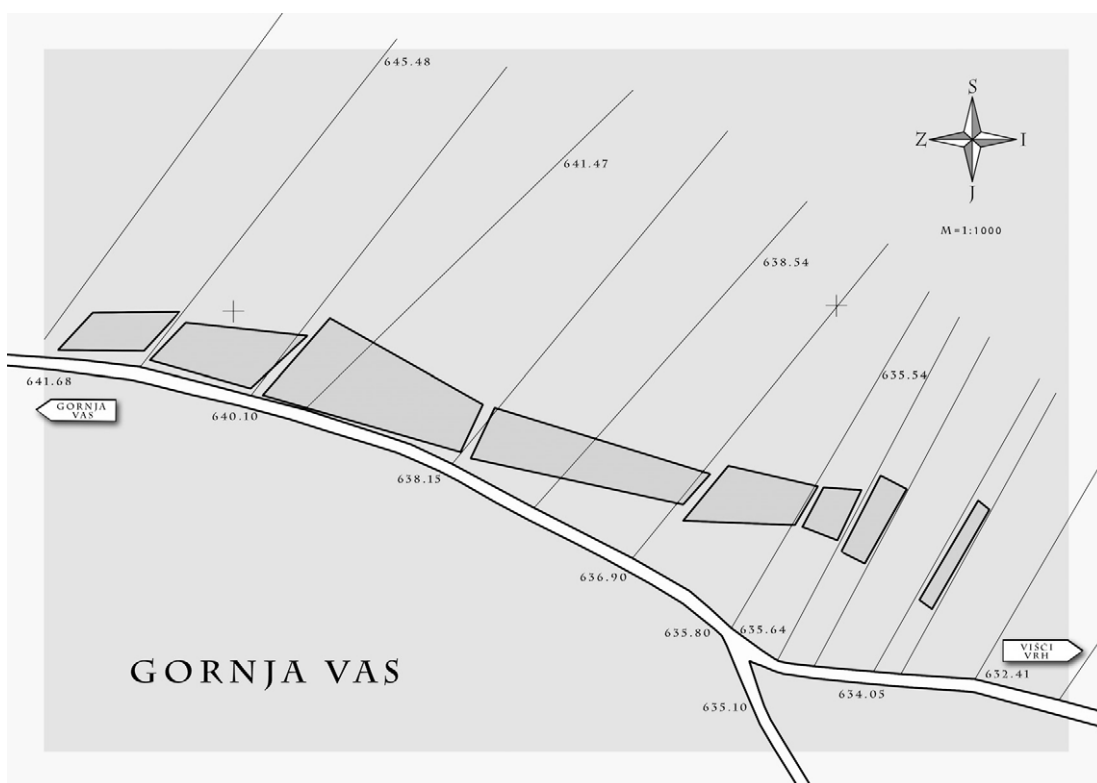 645.48
S
Z
I
J
641.47
M=1:1000
638.54
635.54
641.68
GORNJA
VAS
640.10
638.15
636.90
635.80
635.64
VIŠČI
VRH
GORNJA VAS
632.41
634.05
635.10